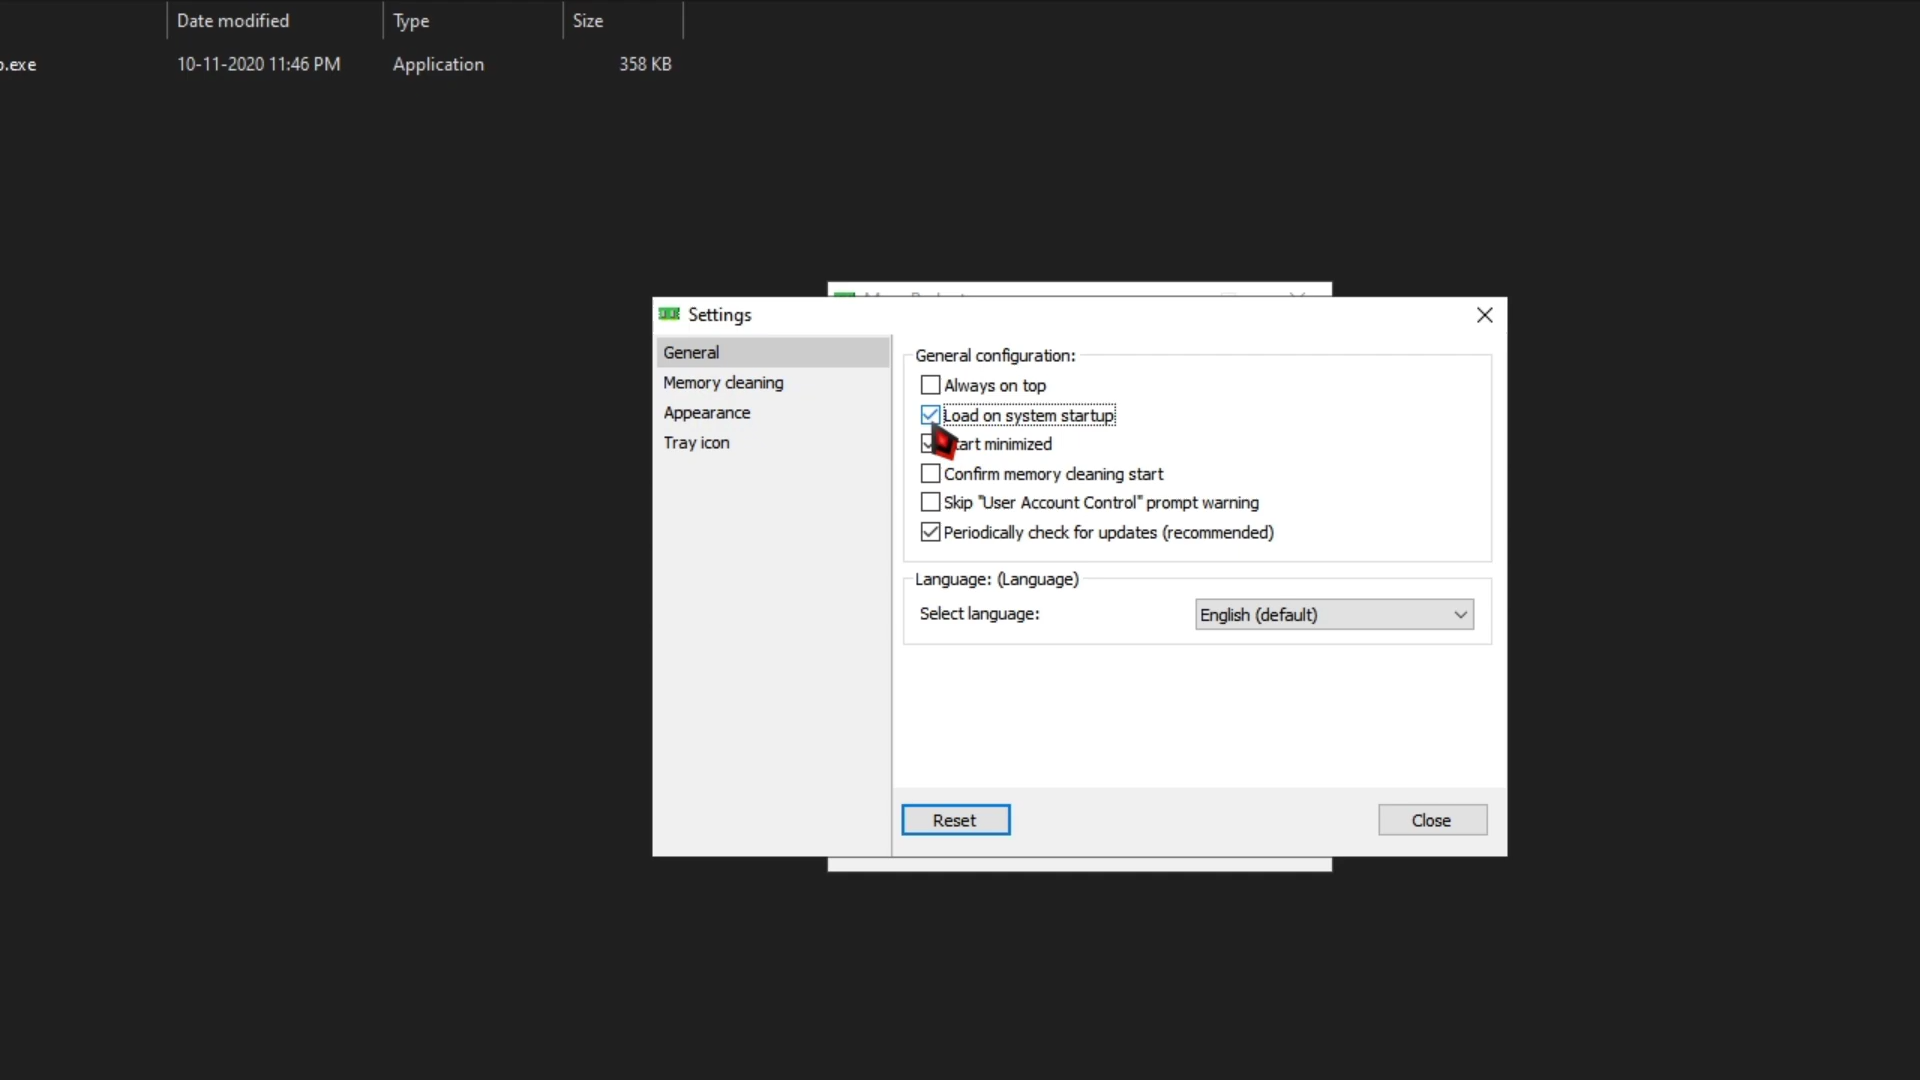 Date modified
Type
Size
.exe
10-11-2020 11:46 PM
Application
358 KB
Settings
General
Memory cleaning
Appearance
Tray icon
General configuration:
Always on top
Load on system startup
minimized
Confirm memory cleaning start
Skip "User Account Control" prompt warning
Periodically check for updates (recommended)
Language: (Language)
Select language:
English (default)
Reset
Close